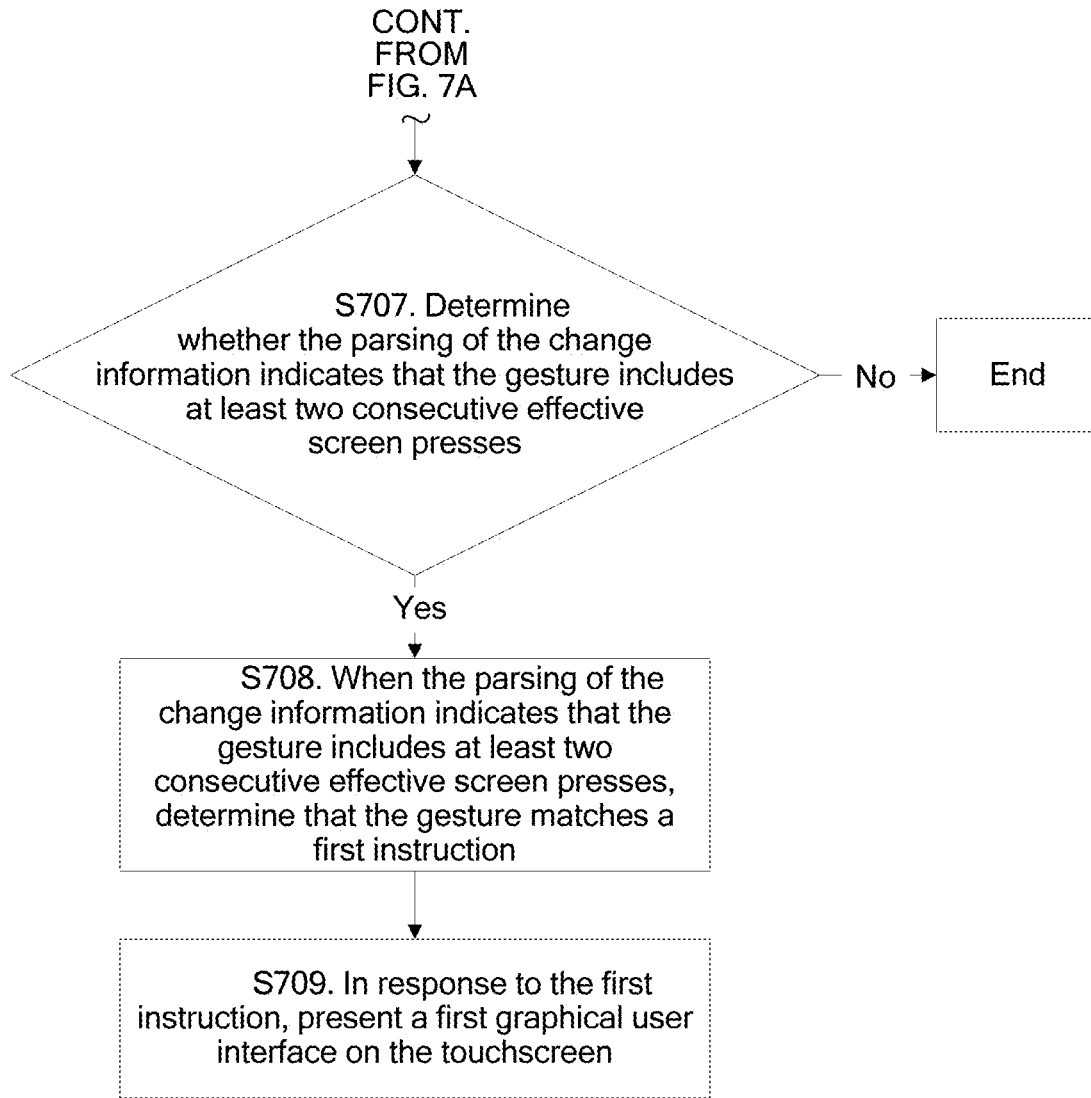 CONT.
FROM
FIG. 7A
S707. Determine
whether the parsing of the change
information indicates that the gesture includes
at least two consecutive effective
screen presses
No
End
Yes
S708. When the parsing of the
change information indicates that the
gesture includes at least two
consecutive effective screen presses,
determine that the gesture matches a
first instruction
S709. In response to the first
instruction, present a first graphical user
interface on the touchscreen